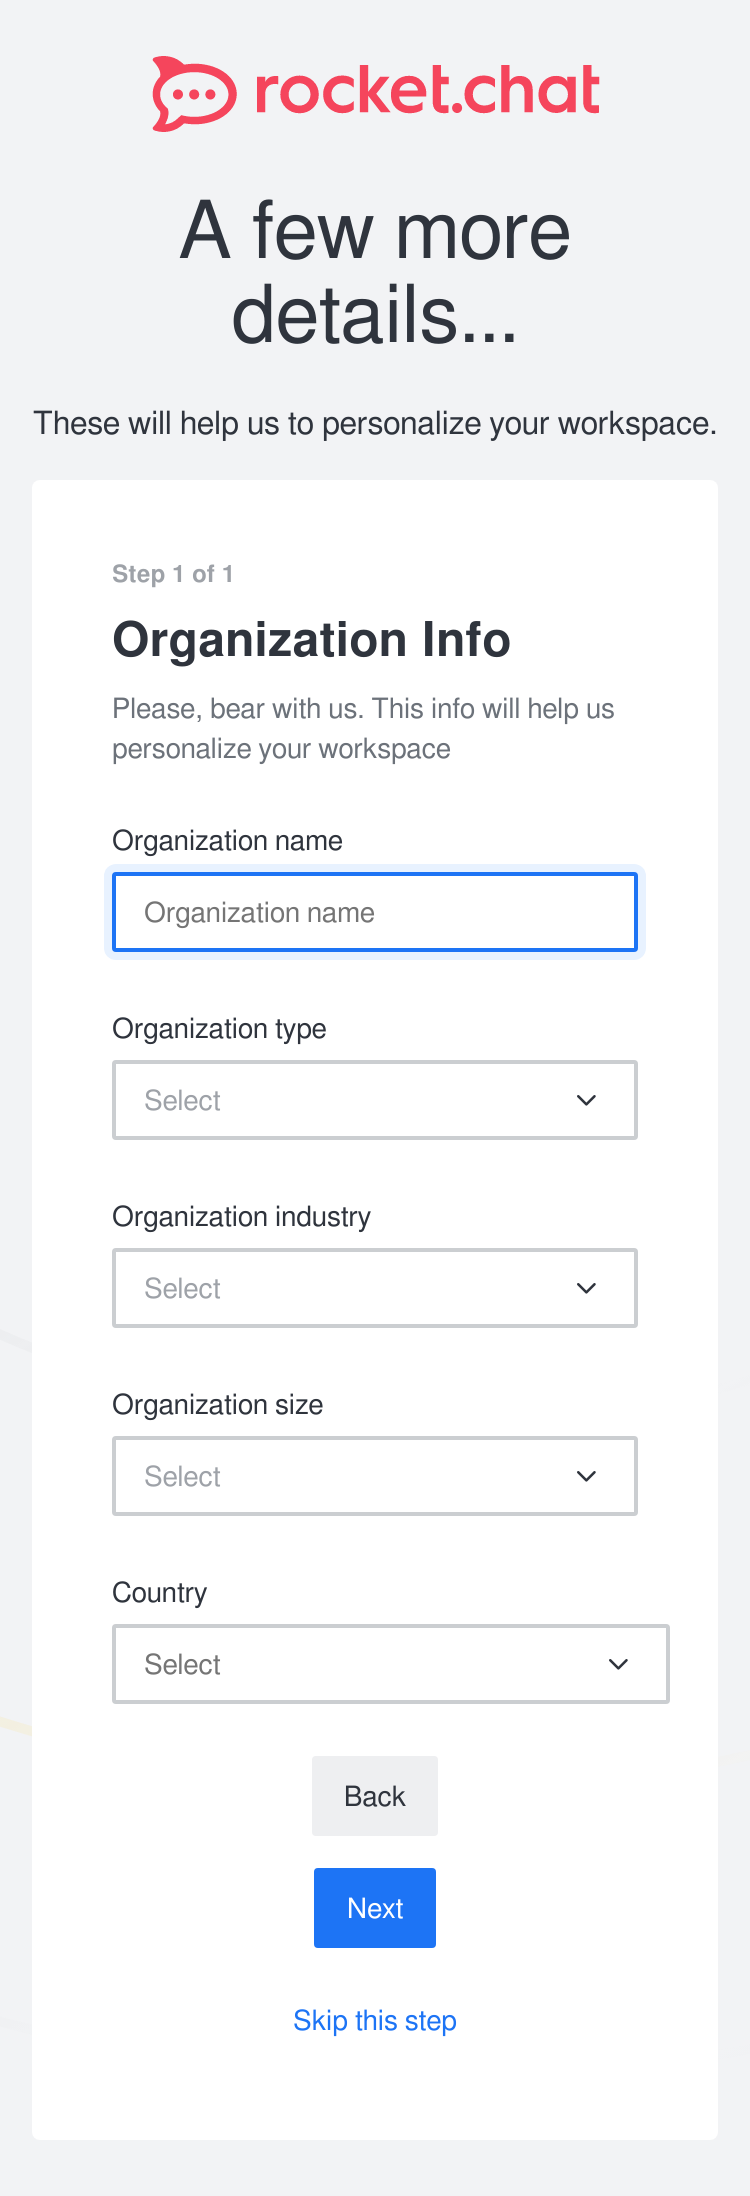 rocket.chat
A few more
details...
These will help us to personalize your workspace.
Step 1 of 1
Organization Info
Please, bear with us. This info will help us
personalize your workspace
Organization name
Organization name
Organization type
Select
Organization industry
Select
Organization size
Select
Country
Select
Back
Next
Skip this step